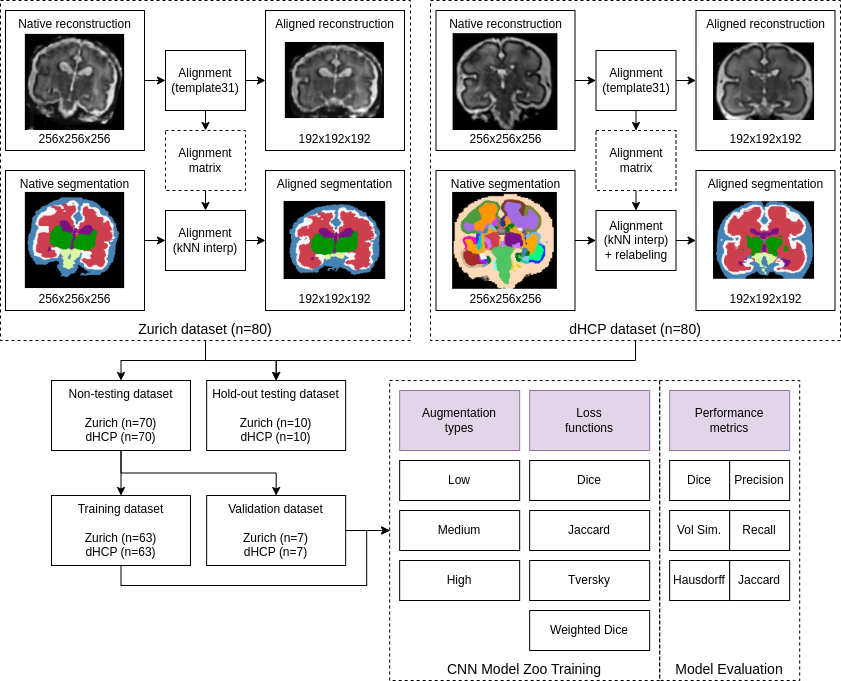 Native reconstruction
256x256x256
Alignment
(template31)
Aligned reconstruction
192x192x192
Alignment
matrix
Native segmentation
256x256x256
Alignment
(kNN interp)
Aligned segmentation
192x192x192
Zurich dataset (n=80)
Native reconstruction
256x256x256
Alignment
(template31)
Aligned reconstruction
192x192x192
Alignment
matrix
Native segmentation
256x256x256
Alignment
(kNN interp)
+ relabeling
Aligned segmentation
192x192x192
dHCP dataset (n=80)
Non-testing dataset
Zurich (n=70)
dHCP (n=70)
Hold-out testing dataset
Zurich (n=10)
dHCP (n=10)
Training dataset
Zurich (n=63)
dHCP (n=63)
Validation dataset
Zurich (n=7)
dHCP (n=7)
Augmentation
types
Low
Medium
High
Loss
functions
Dice
Jaccard
Tversky
Weighted Dice
CNN Model Zoo Training
Performance
metrics
Dice
Precision
Vol Sim.
Recall
Hausdorff
Jaccard
Model Evaluation